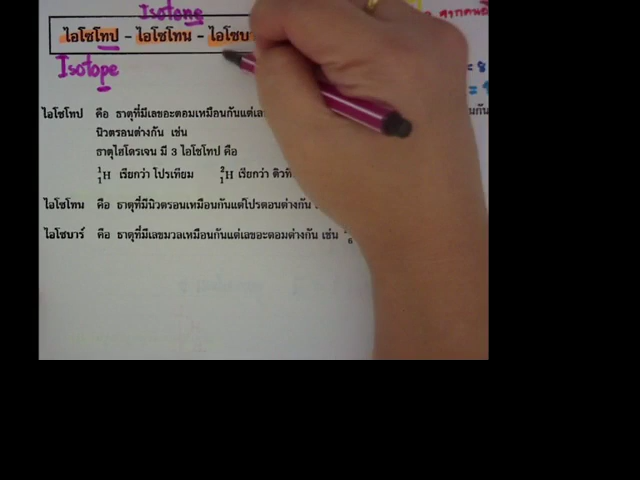 Isotone
ไอโซโทป - ไอโซโทน - ไอโซบ
Isotope
= 8
ไอโซโทป คือ ธาตุที่มีเลขอะตอมเหมือนกันแต่เล
นิวตรอนต่างกัน เช่น
ธาตุไฮโดรเจน มี 3 ไอโซโทป คือ
¹₁H เรียกว่า โปรเทียม ²₁H เรียกว่า ดิวที
ไอโซโทน คือ ธาตุที่มีนิวตรอนเหมือนกันแต่โปรตอนต่างกัน
ไอโซบาร์ คือ ธาตุที่มีเลขมวลเหมือนกันแต่เลขอะตอมต่างกัน เช่น ₆